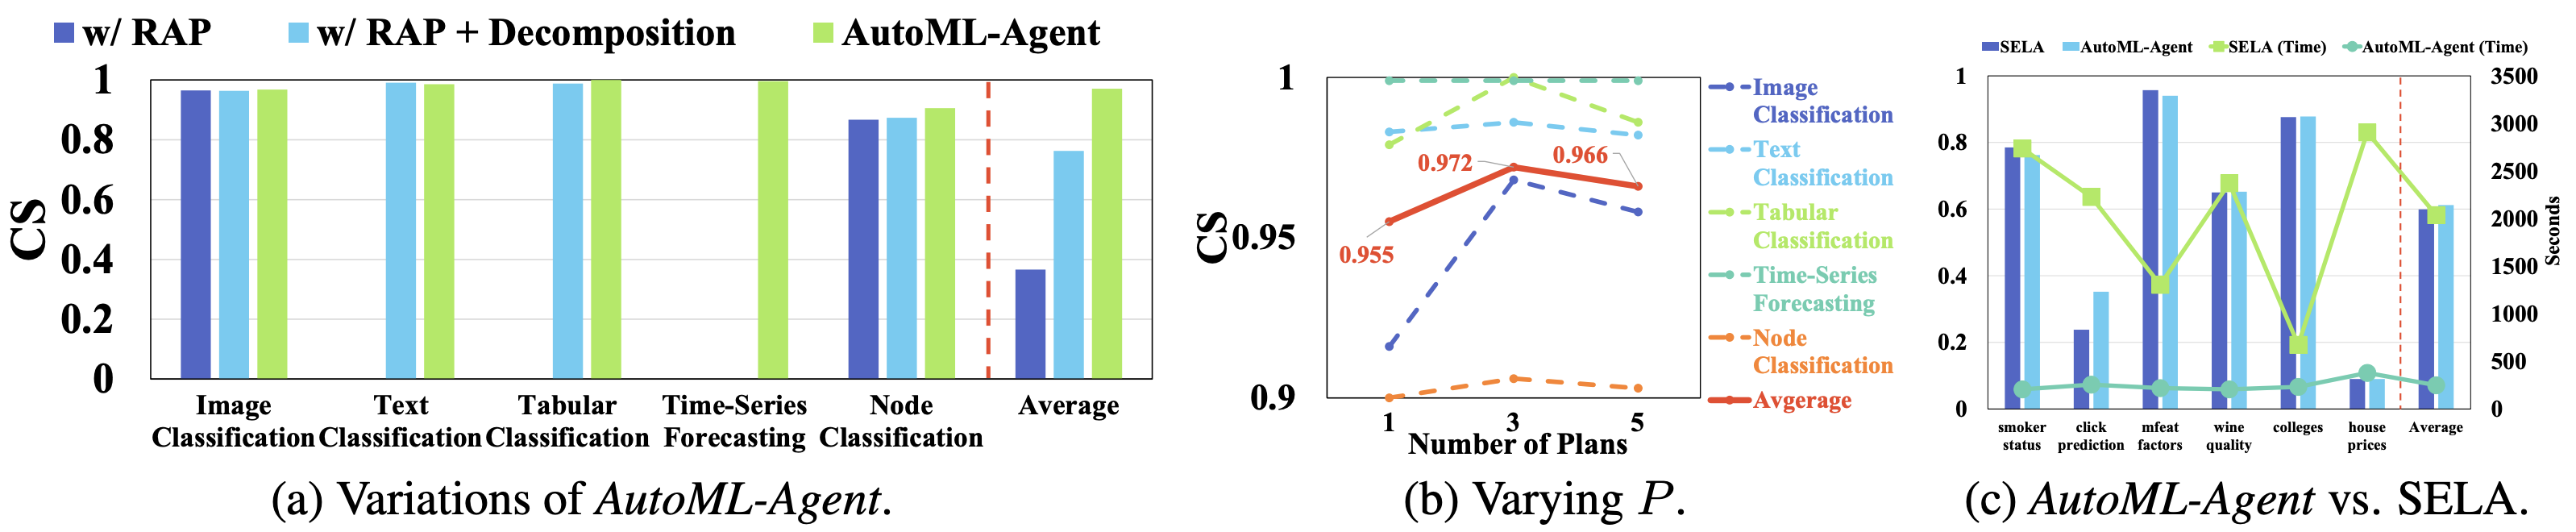 w/ RAP w/ RAP + Decomposition AutoML-Agent
CS
1
0.8
0.6
0.4
0.2
0
Image Classification
Text Classification
Tabular Classification
Time-Series Forecasting
Node Classification
Average
(a) Variations of AutoML-Agent.
CS
1
0.95
0.9
0.955
0.972
0.966
1 3 5
Number of Plans
Image
Classification
Text
Classification
Tabular
Classification
Time-Series
Forecasting
Node
Classification
Avgerage
(b) Varying P.
SELA AutoML-Agent SELA (Time) AutoML-Agent (Time)
1
0.8
0.6
0.4
0.2
0
3500
3000
2500
2000
1500
1000
500
0
Seconds
smoker status
click prediction
mfeat factors
wine quality
colleges
house prices
Average
(c) AutoML-Agent vs. SELA.